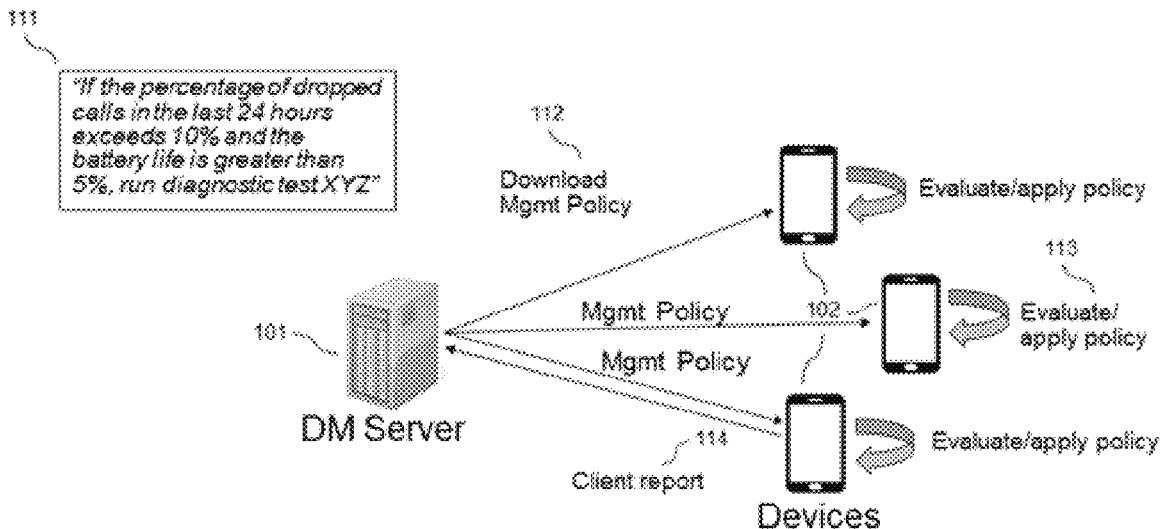 111
"If the percentage of dropped
calls in the last 24 hours
exceeds 10% and the
battery life is greater than
5%, run diagnostic test XYZ"
112
Download
Mgmt Policy
Evaluate/apply policy
113
101
Mgmt Policy
102
Evaluate/
apply policy
Mgmt Policy
DM Server
114
Evaluate/apply policy
Client report
Devices